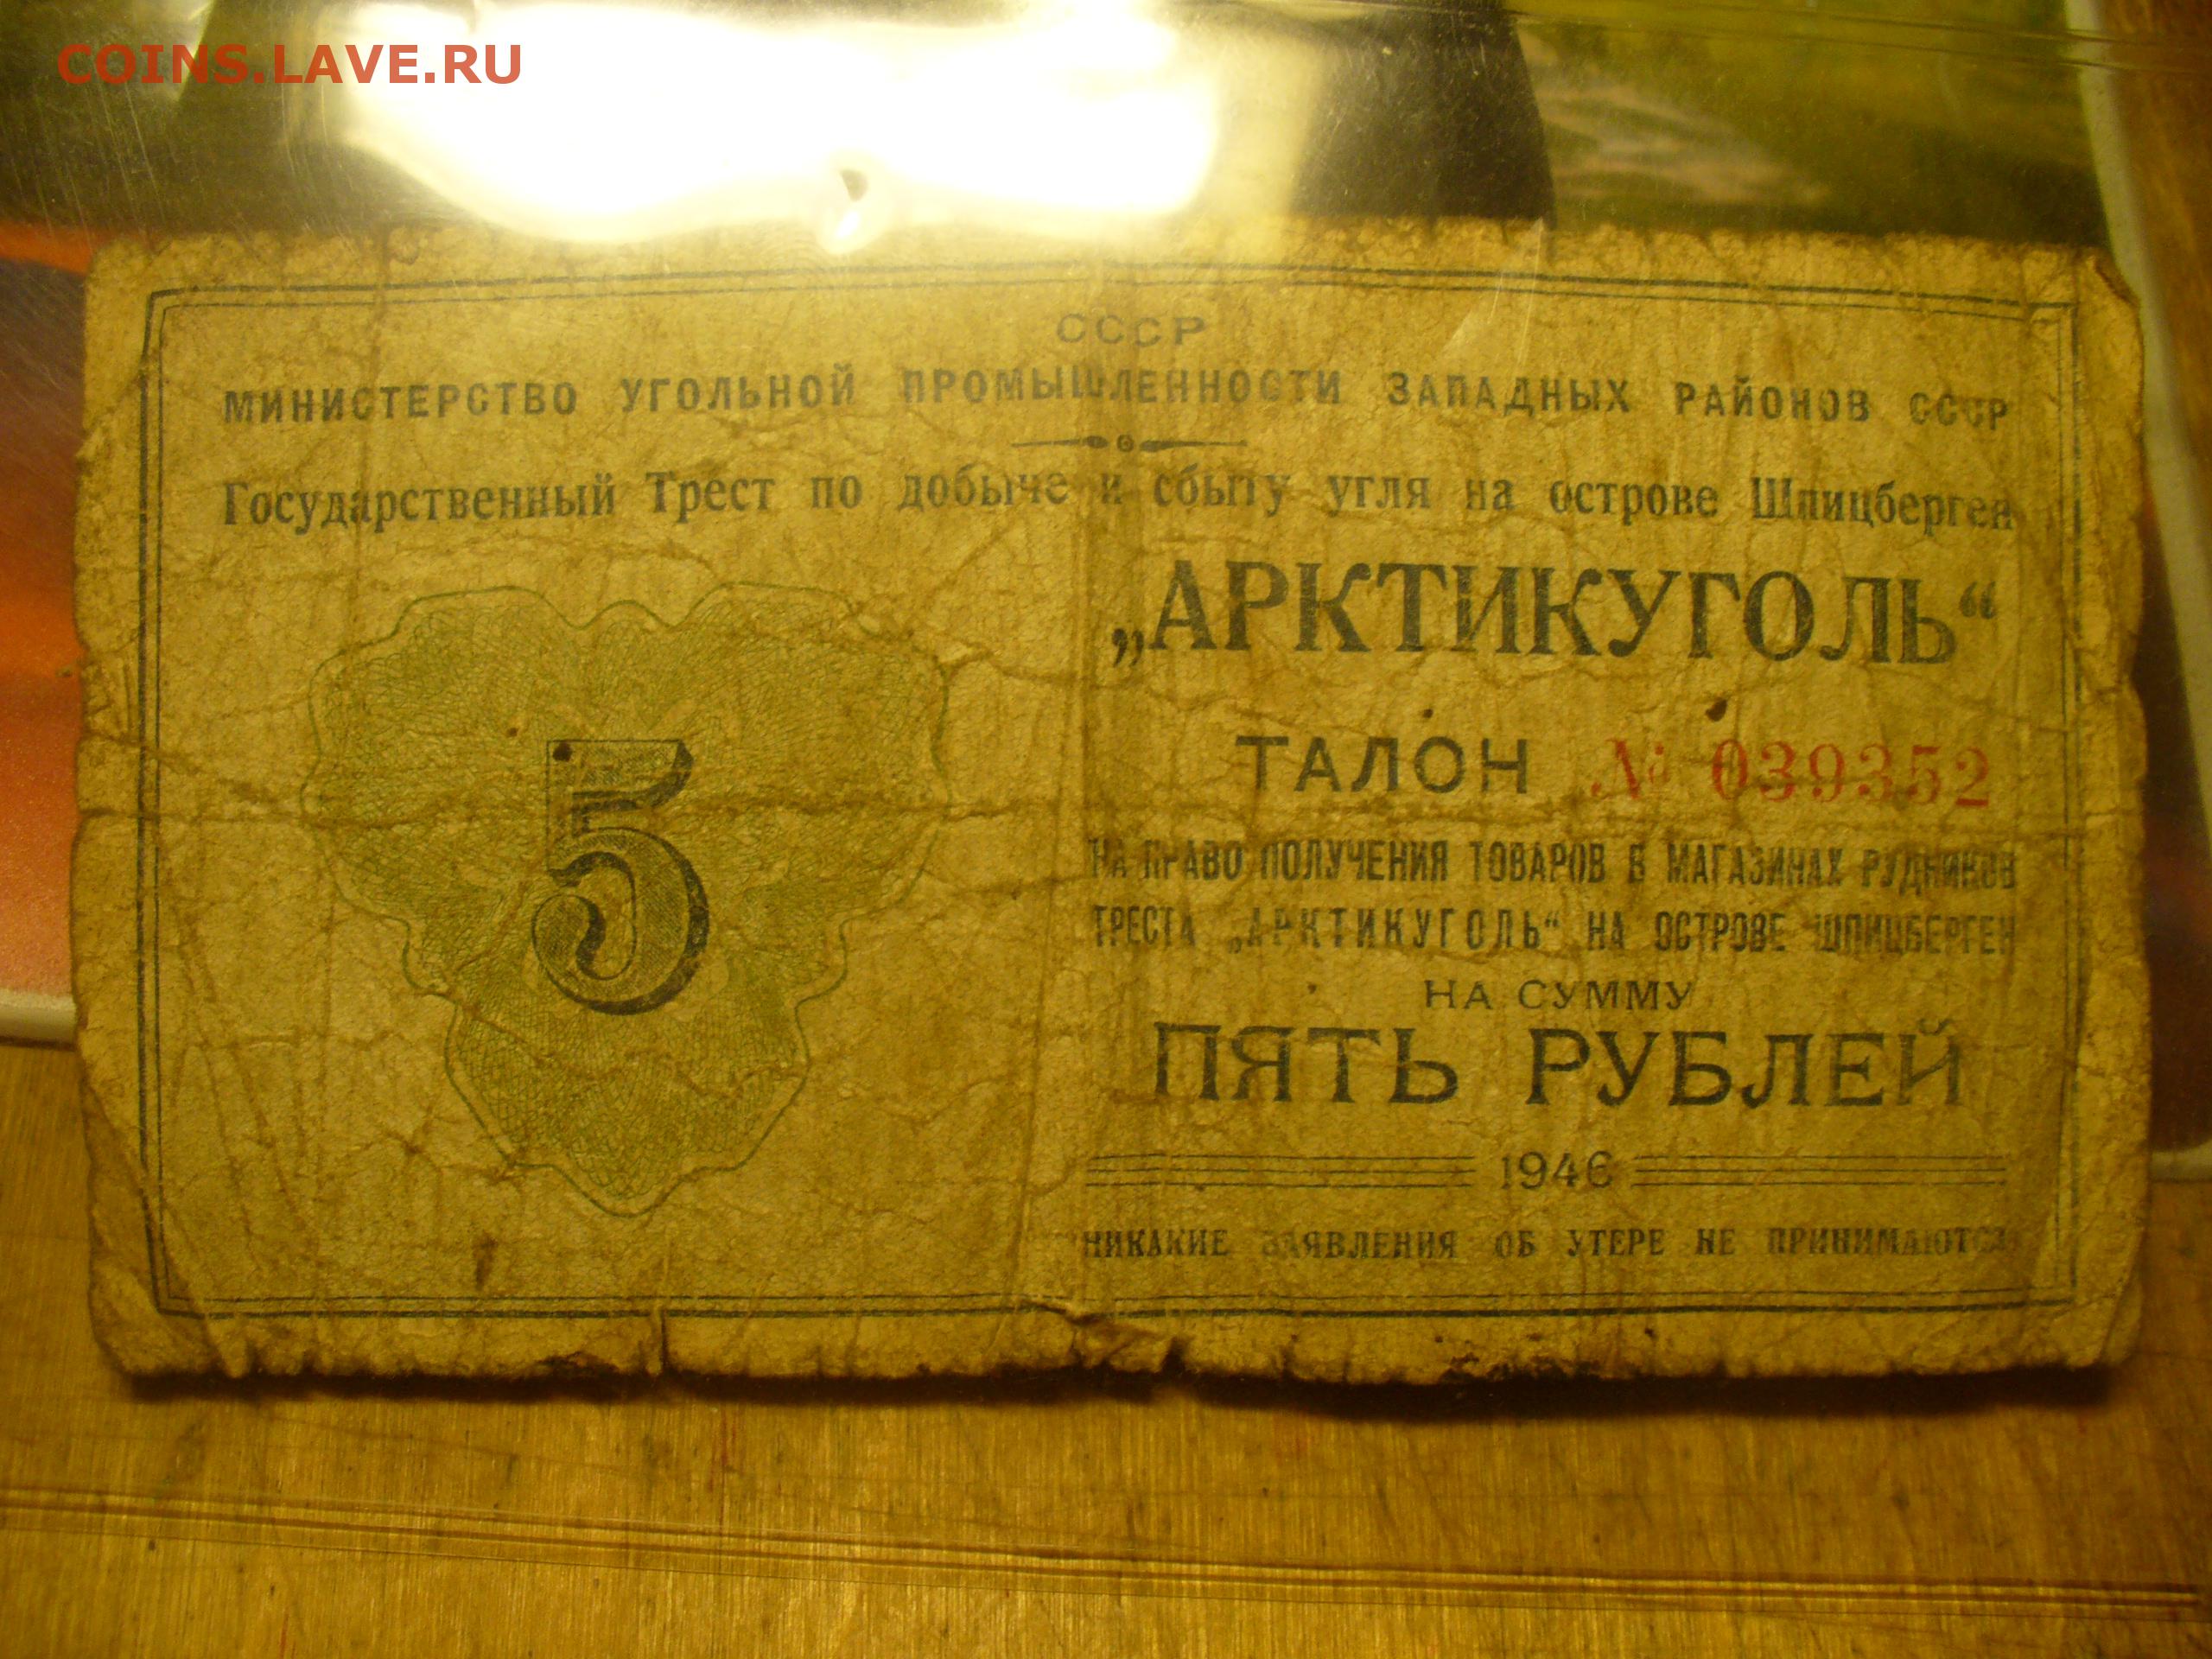 COINS.LAVE.RU
СССР
МИНИСТЕРСТВО УГОЛЬНОЙ ПРОМЫШЛЕННОСТИ ЗАПАДНЫХ РАЙОНОВ СССР
Государственный Трест по добыче и сбыту угля на острове Шпицберген
„АРКТИКУГОЛЬ“
ТАЛОН № 039352
5
НА ПРАВО ПОЛУЧЕНИЯ ТОВАРОВ В МАГАЗИНАХ РУДНИКОВ
ТРЕСТА „АРКТИКУГОЛЬ“ НА ОСТРОВЕ ШПИЦБЕРГЕН
НА СУММУ
ПЯТЬ РУБЛЕЙ
1946
НИКАКИЕ ЗАЯВЛЕНИЯ ОБ УТЕРЕ НЕ ПРИНИМАЮТСЯ